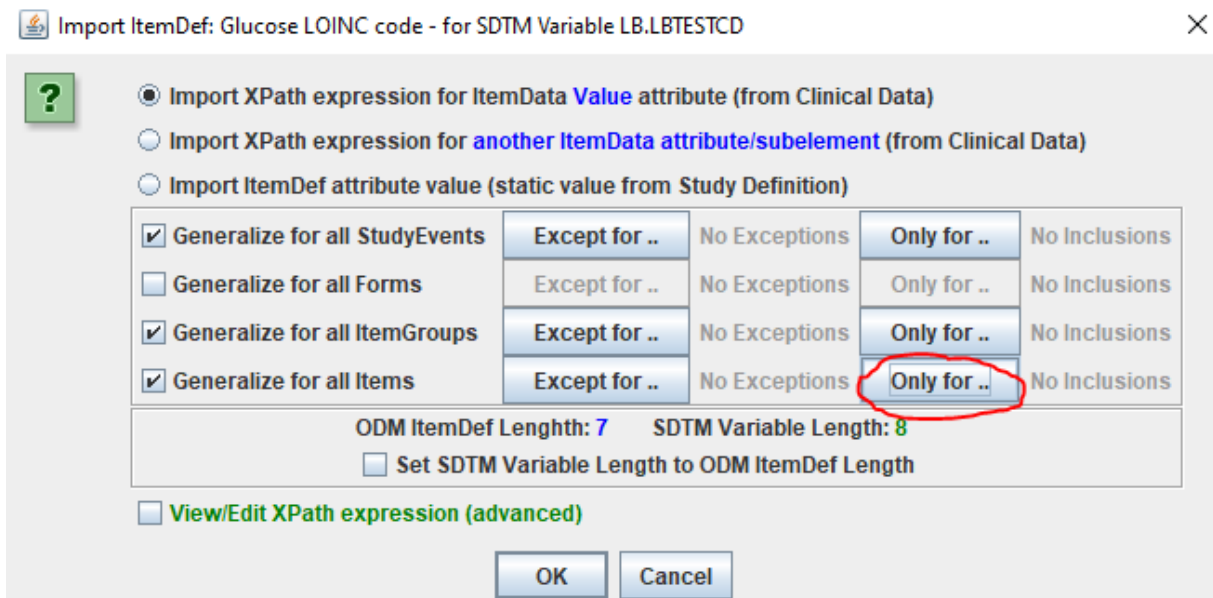 Import ItemDef: Glucose LOINC code - for SDTM Variable LB.LBTESTCD
?
Import XPath expression for ItemData Value attribute (from Clinical Data)
Import XPath expression for another ItemData attribute/subelement (from Clinical Data)
Import ItemDef attribute value (static value from Study Definition)
Generalize for all StudyEvents Except for .. No Exceptions Only for .. No Inclusions
Generalize for all Forms Except for .. No Exceptions Only for .. No Inclusions
Generalize for all ItemGroups Except for .. No Exceptions Only for .. No Inclusions
Generalize for all Items Except for .. No Exceptions Only for .. No Inclusions
ODM ItemDef Lenghth: 7 SDTM Variable Length: 8
Set SDTM Variable Length to ODM ItemDef Length
View/Edit XPath expression (advanced)
OK Cancel